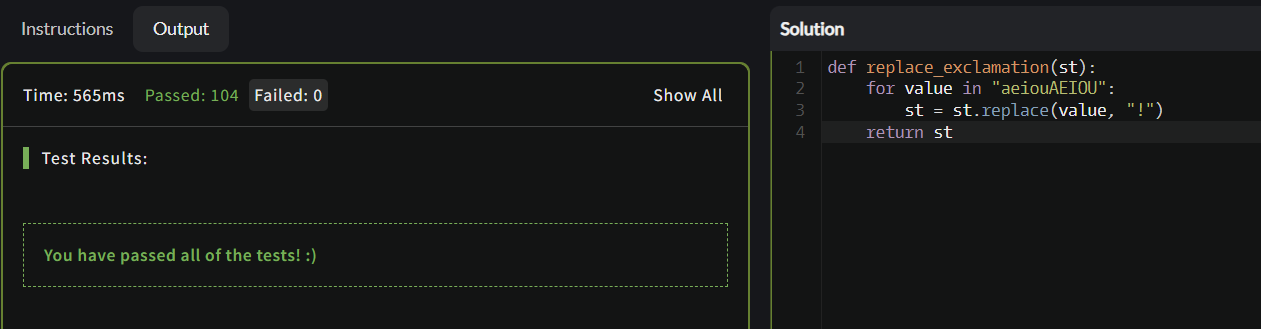 Instructions
Output
Time: 565ms
Passed: 104
Failed: 0
Show All
Test Results:
You have passed all of the tests! :)
Solution
1 def replace_exclamation(st):
2     for value in "aeiouAEIOU":
3         st = st.replace(value, "!")
4     return st